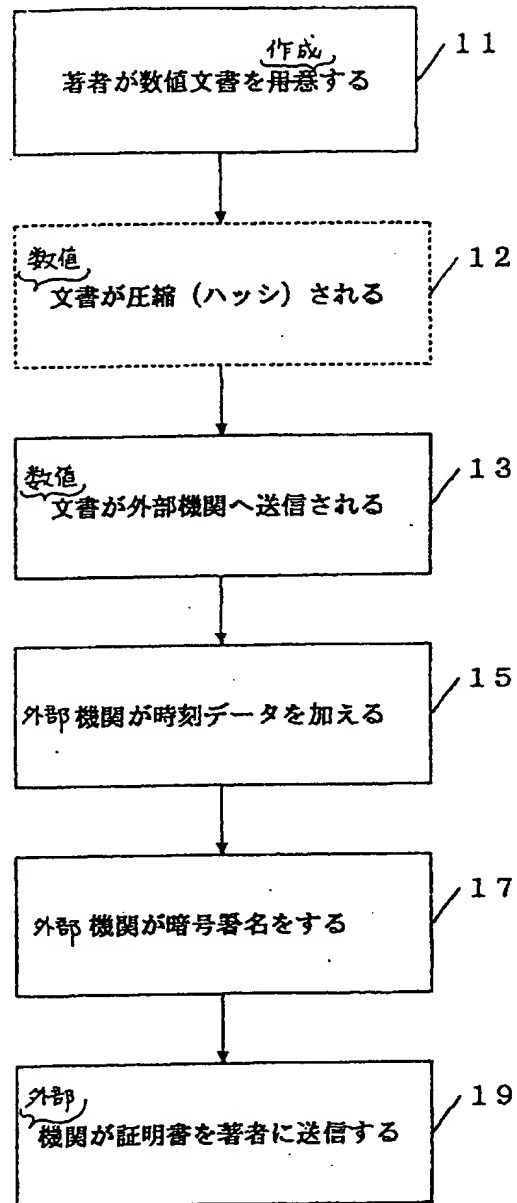 作成
著者が数値文書を用意する
11
数値
文書が圧縮（ハッシ）される
12
数値
文書が外部機関へ送信される
13
外部機関が時刻データを加える
15
外部機関が暗号署名をする
17
外部
機関が証明書を著者に送信する
19